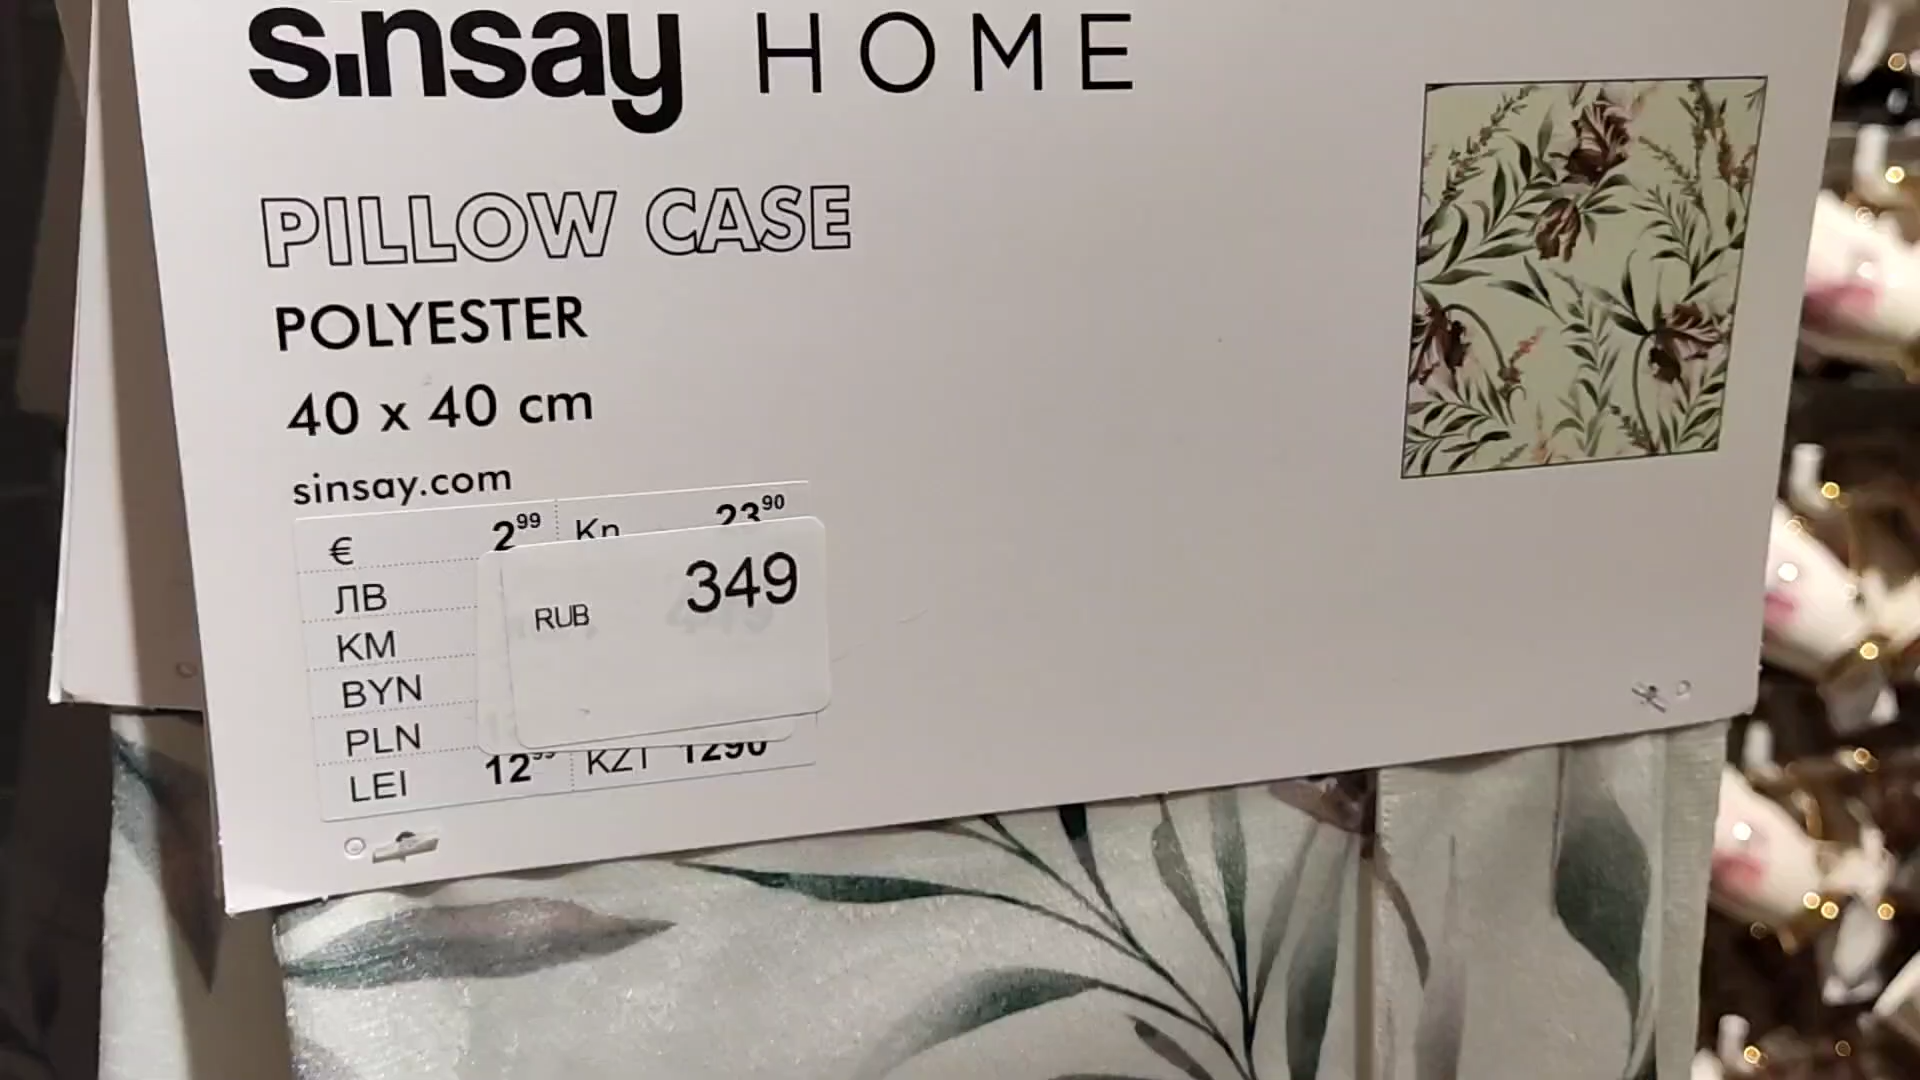 sinsay HOME
PILLOW CASE
POLYESTER
40 x 40 cm
sinsay.com
€ 2⁹⁹ Kn 23⁹⁰
ЛВ
KM
BYN
PLN
LEI 12⁹⁹ KZT 1290
RUB 349